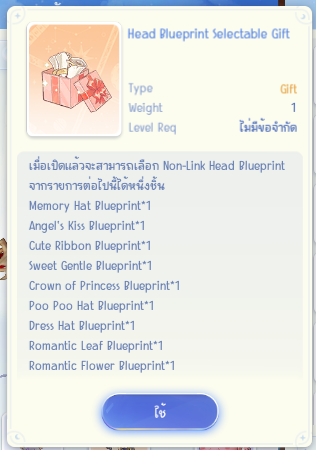 Head Blueprint Selectable Gift
Type Gift
Weight 1
Level Req ไม่มีข้อจำกัด
เมื่อเปิดแล้วจะสามารถเลือก Non-Link Head Blueprint
จากรายการต่อไปนี้ได้หนึ่งชิ้น
Memory Hat Blueprint*1
Angel's Kiss Blueprint*1
Cute Ribbon Blueprint*1
Sweet Gentle Blueprint*1
Crown of Princess Blueprint*1
Poo Poo Hat Blueprint*1
Dress Hat Blueprint*1
Romantic Leaf Blueprint*1
Romantic Flower Blueprint*1
ใช้